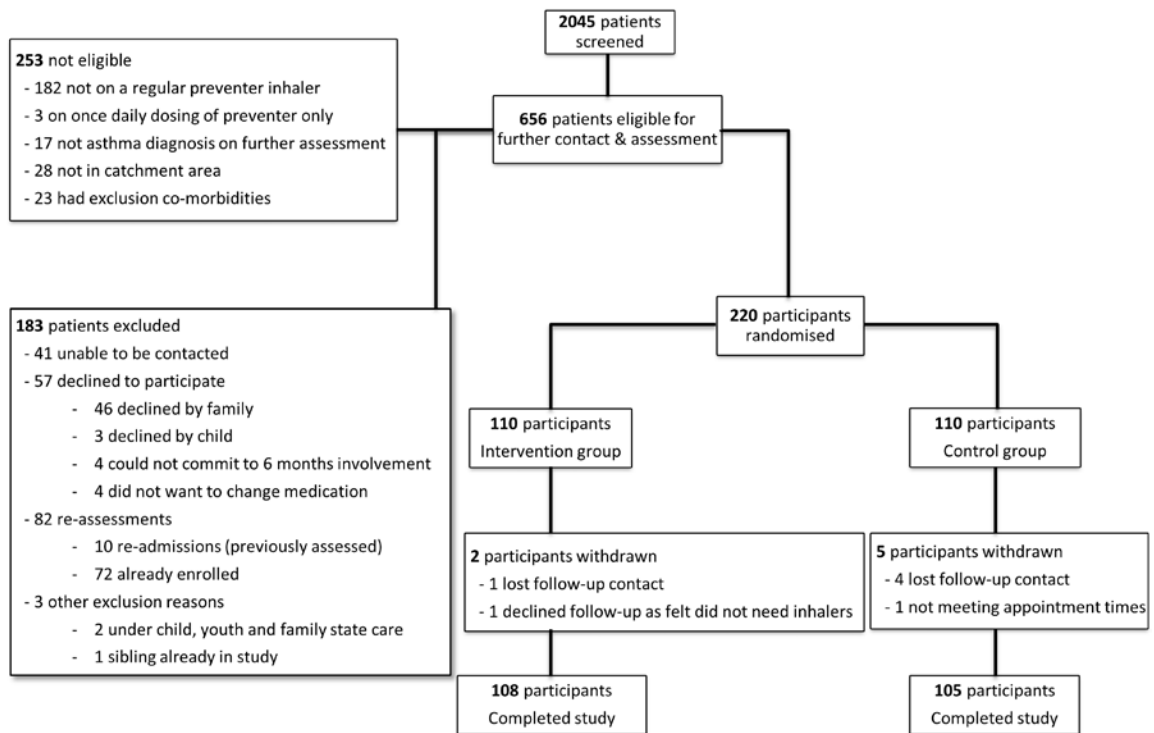 2045 patients
screened
253 not eligible
- 182 not on a regular preventer inhaler
- 3 on once daily dosing of preventer only
- 17 not asthma diagnosis on further assessment
- 28 not in catchment area
- 23 had exclusion co-morbidities
656 patients eligible for
further contact & assessment
183 patients excluded
- 41 unable to be contacted
- 57 declined to participate
- 46 declined by family
- 3 declined by child
- 4 could not commit to 6 months involvement
- 4 did not want to change medication
- 82 re-assessments
- 10 re-admissions (previously assessed)
- 72 already enrolled
- 3 other exclusion reasons
- 2 under child, youth and family state care
- 1 sibling already in study
220 participants
randomised
110 participants
Intervention group
110 participants
Control group
2 participants withdrawn
- 1 lost follow-up contact
- 1 declined follow-up as felt did not need inhalers
5 participants withdrawn
- 4 lost follow-up contact
- 1 not meeting appointment times
108 participants
Completed study
105 participants
Completed study